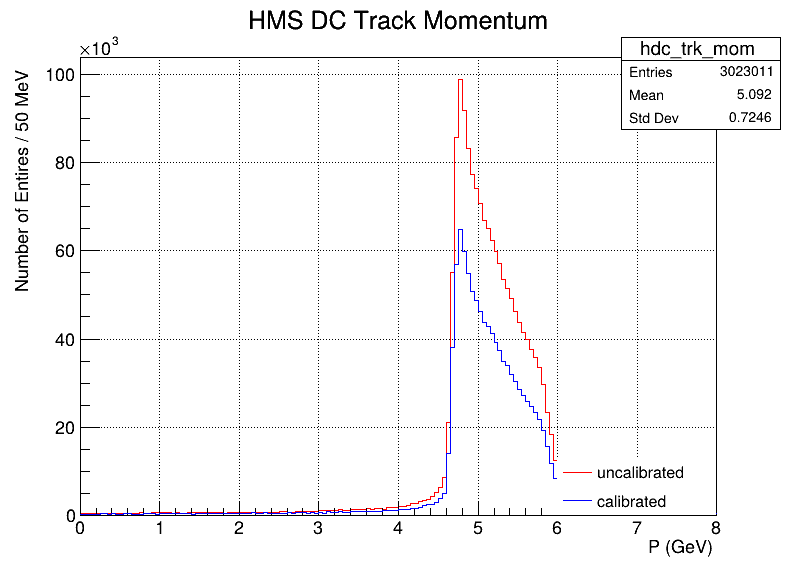 HMS DC Track Momentum
×10³
hdc_trk_mom
Entries 3023011
Mean 5.092
Std Dev 0.7246
Number of Entires / 50 MeV
100
80
60
40
20
0
uncalibrated
calibrated
0 1 2 3 4 5 6 7 8
P (GeV)